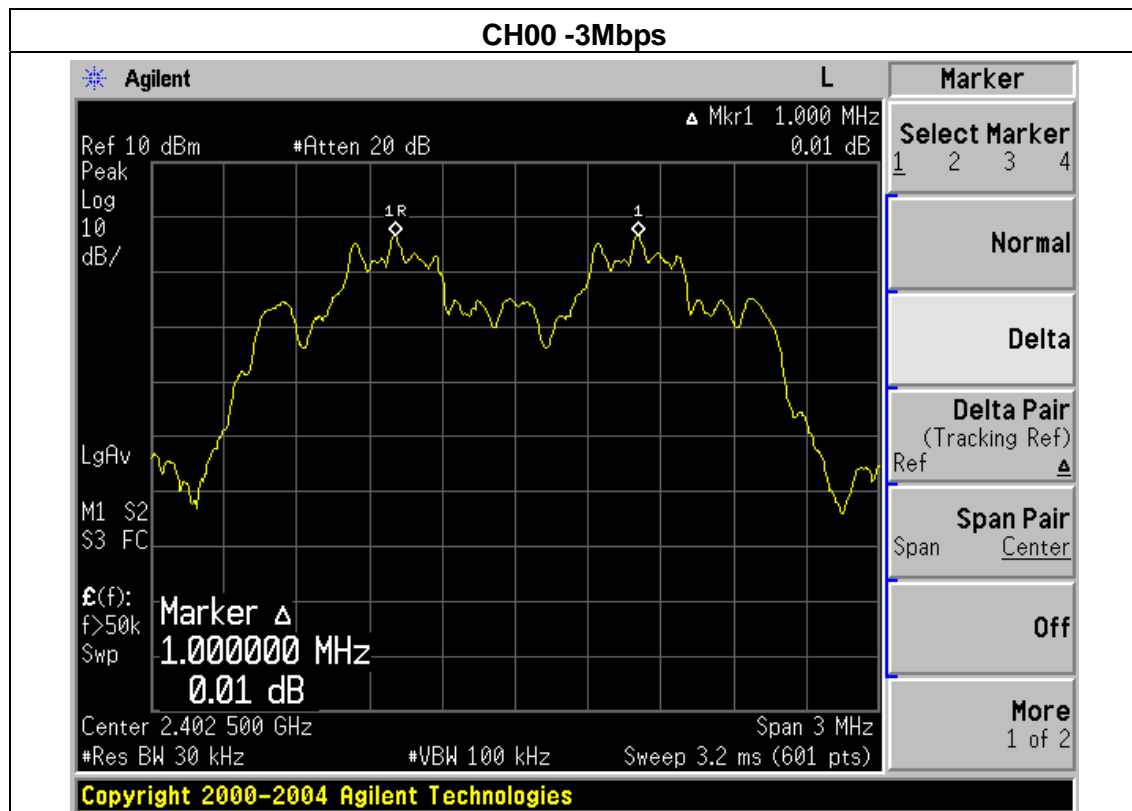 CH00 -3Mbps
Agilent L Marker
Δ Mkr1 1.000 MHz
Ref 10 dBm #Atten 20 dB 0.01 dB
Peak
Log
10
dB/
1R 1
LgAv
M1 S2
S3 FC
£(f):
f>50k
Swp
Marker Δ
1.000000 MHz
0.01 dB
Center 2.402 500 GHz Span 3 MHz
#Res BW 30 kHz #VBW 100 kHz Sweep 3.2 ms (601 pts)
Select Marker
1 2 3 4
Normal
Delta
Delta Pair
(Tracking Ref)
Ref Δ
Span Pair
Span Center
Off
More
1 of 2
Copyright 2000-2004 Agilent Technologies